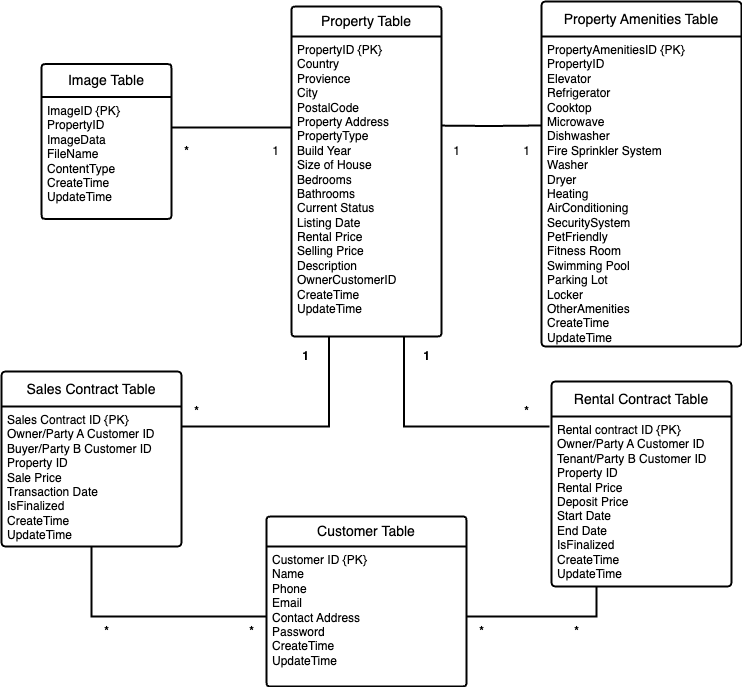 Property Table
PropertyID {PK}
Country
Provience
City
PostalCode
Property Address
PropertyType
Build Year
Size of House
Bedrooms
Bathrooms
Current Status
Listing Date
Rental Price
Selling Price
Description
OwnerCustomerID
CreateTime
UpdateTime
Property Amenities Table
PropertyAmenitiesID {PK}
PropertyID
Elevator
Refrigerator
Cooktop
Microwave
Dishwasher
Fire Sprinkler System
Washer
Dryer
Heating
AirConditioning
SecuritySystem
PetFriendly
Fitness Room
Swimming Pool
Parking Lot
Locker
OtherAmenities
CreateTime
UpdateTime
Image Table
ImageID {PK}
PropertyID
ImageData
FileName
ContentType
CreateTime
UpdateTime
*
1
1
1
1
1
*
*
Sales Contract Table
Sales Contract ID {PK}
Owner/Party A Customer ID
Buyer/Party B Customer ID
Property ID
Sale Price
Transaction Date
IsFinalized
CreateTime
UpdateTime
Rental Contract Table
Rental contract ID {PK}
Owner/Party A Customer ID
Tenant/Party B Customer ID
Property ID
Rental Price
Deposit Price
Start Date
End Date
IsFinalized
CreateTime
UpdateTime
Customer Table
Customer ID {PK}
Name
Phone
Email
Contact Address
Password
CreateTime
UpdateTime
*
*
*
*